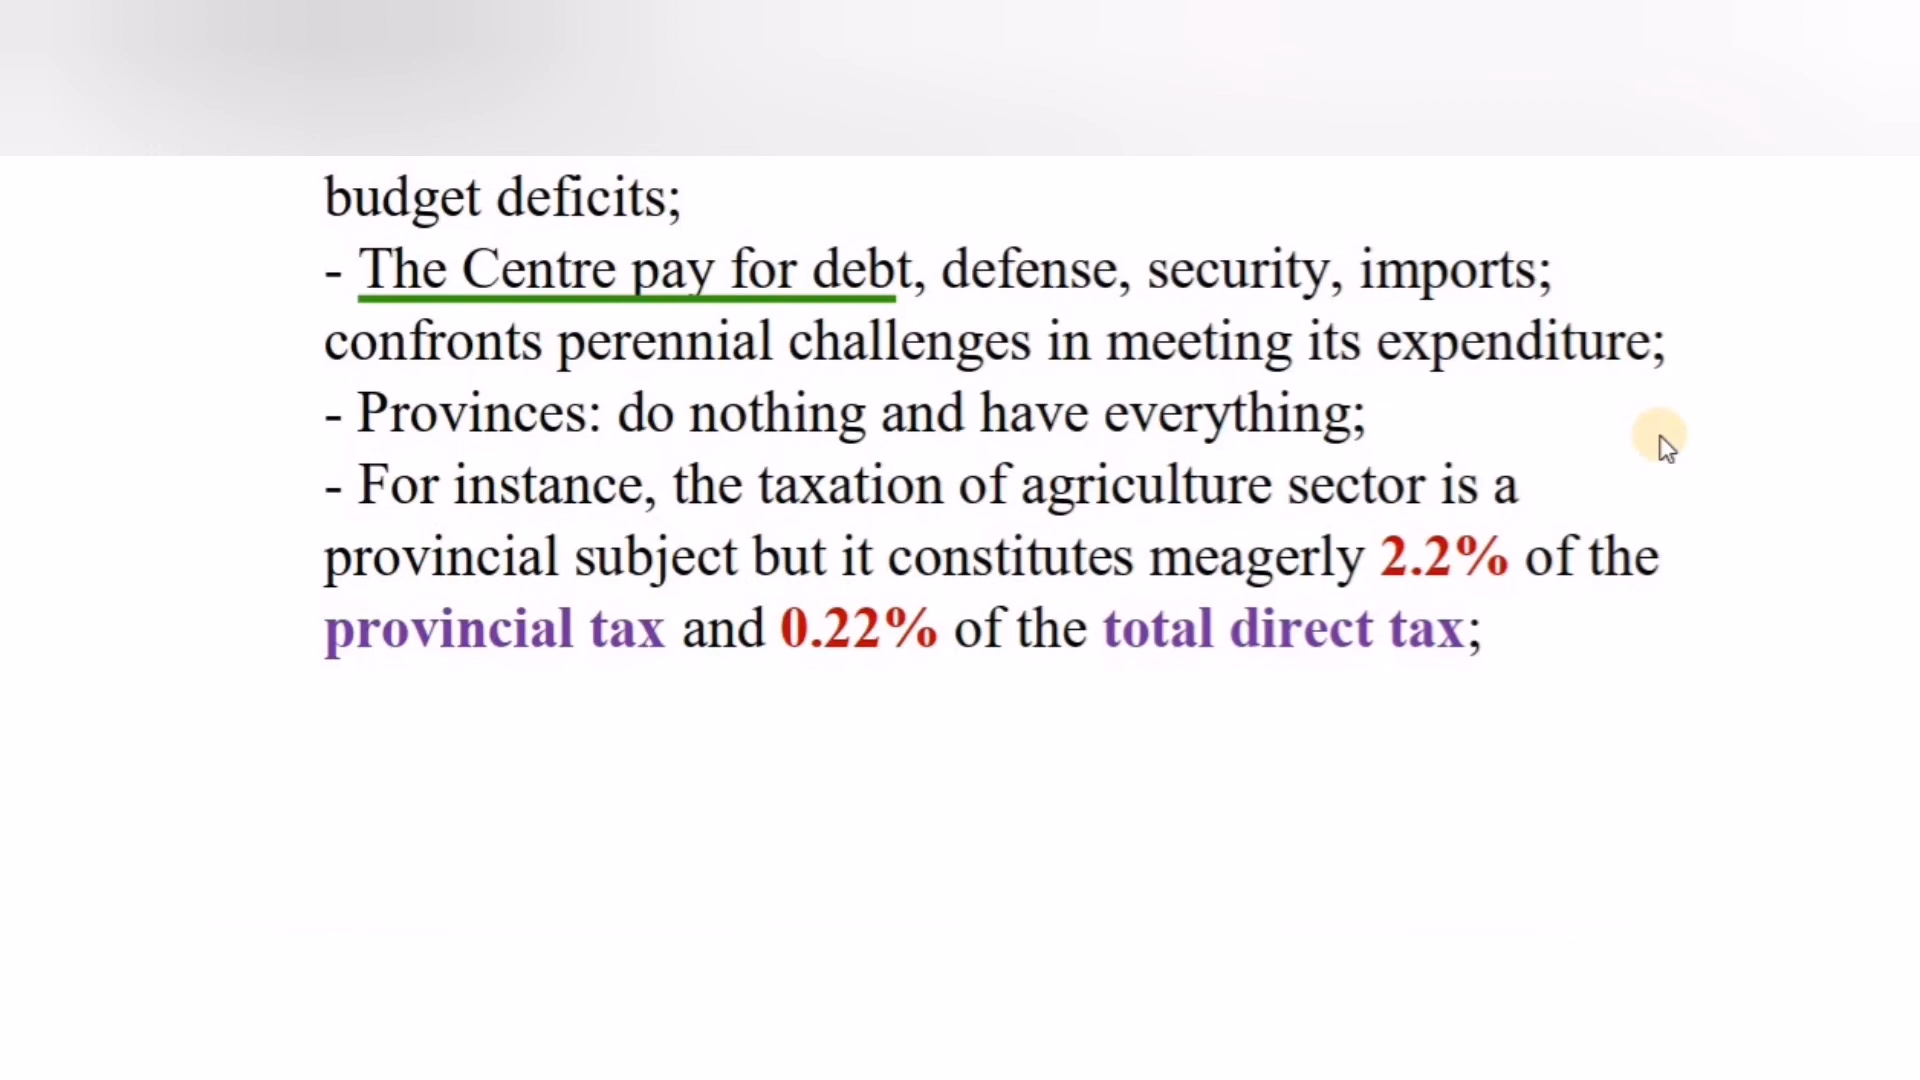 budget deficits;
- The Centre pay for debt, defense, security, imports;
confronts perennial challenges in meeting its expenditure;
- Provinces: do nothing and have everything;
- For instance, the taxation of agriculture sector is a
provincial subject but it constitutes meagerly 2.2% of the
provincial tax and 0.22% of the total direct tax;